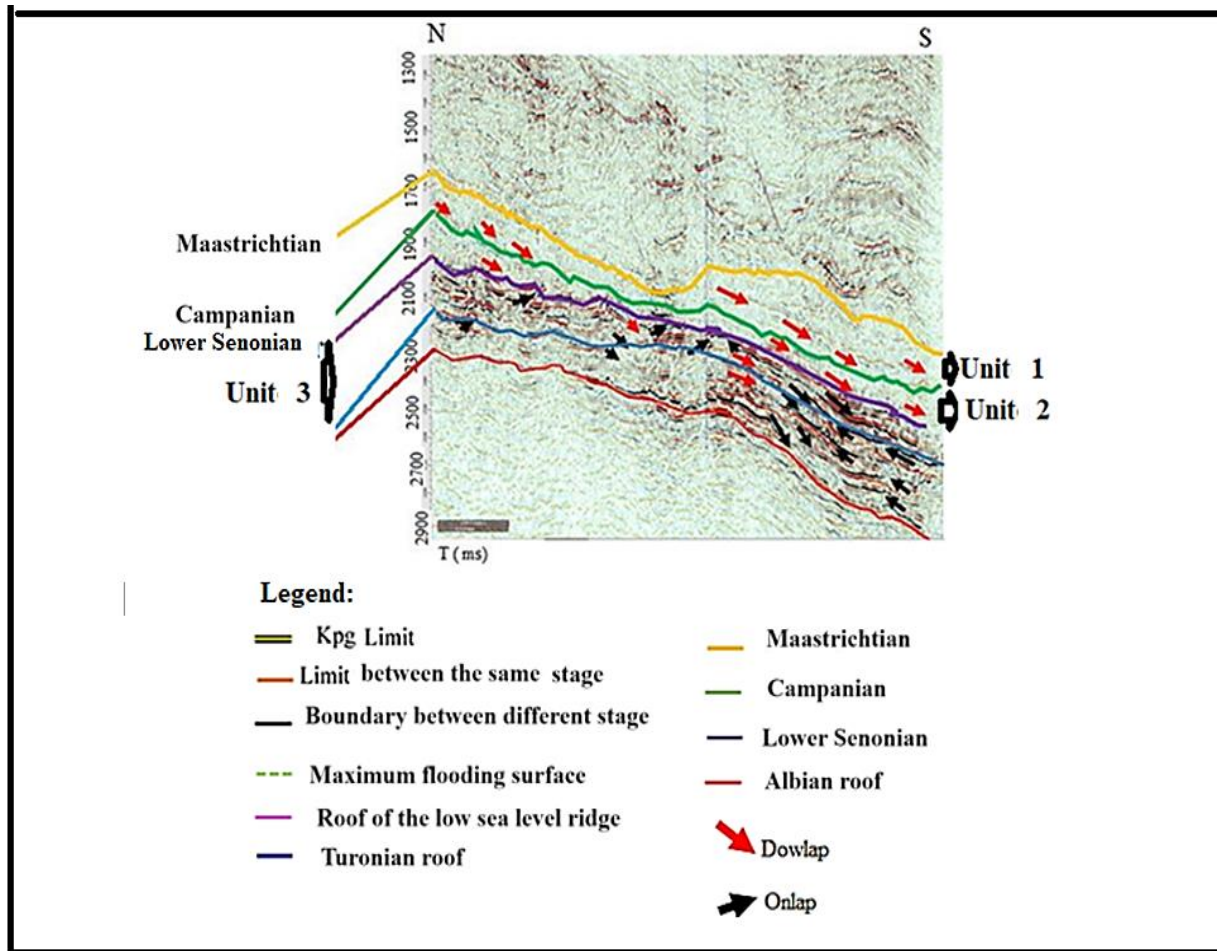 N S
1300
1500
1700
1900
2100
2300
2500
2700
2900
T (ms)
Maastrichtian
Campanian
Lower Senonian
Unit 3
Unit 1
Unit 2
Legend:
Kpg Limit
Limit between the same stage
Boundary between different stage
Maximum flooding surface
Roof of the low sea level ridge
Turonian roof
Maastrichtian
Campanian
Lower Senonian
Albian roof
Dowlap
Onlap